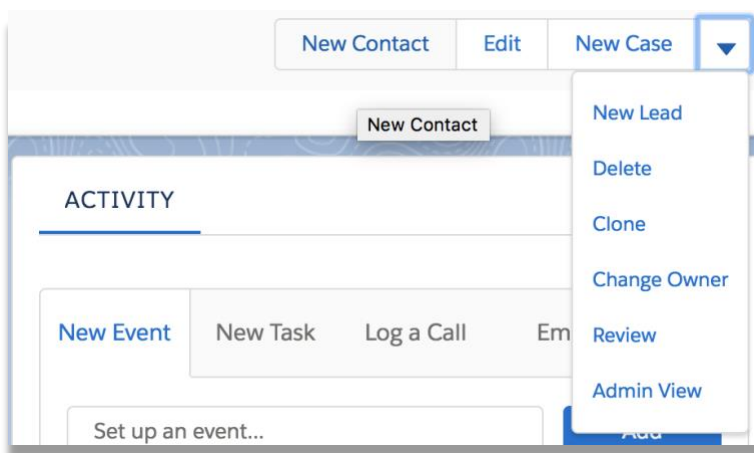 New Contact Edit New Case
New Contact
New Lead
Delete
Clone
Change Owner
Review
Admin View
ACTIVITY
New Event New Task Log a Call
Set up an event...